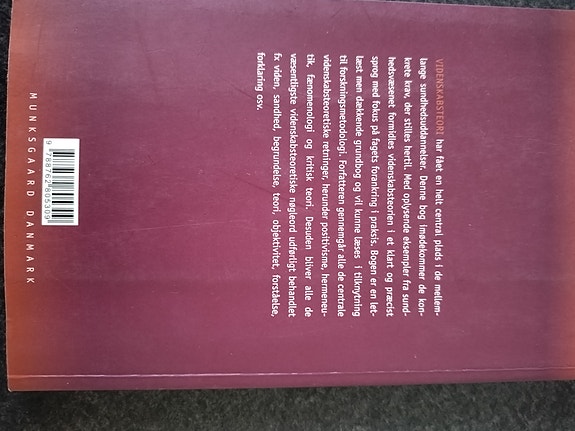 VIDENSKABSTEORI har fået en helt central plads i de mellem-
lange sundhedsuddannelser. Denne bog imødekommer de kon-
krete krav, der stilles hertil. Med oplysende eksempler fra sund-
hedsvæsenet formidles videnskabsteorien i et klart og præcist
sprog med fokus på fagets forankring i praksis. Bogen er en let-
læst men dækkende grundbog og vil kunne læses i tilknytning
til forskningsmetodologi. Forfatteren gennemgår alle de centrale
videnskabsteoretiske retninger, herunder positivisme, hermeneu-
tik, fænomenologi og kritisk teori. Desuden bliver alle de
væsentligste videnskabsteoretiske nøgleord udførligt behandlet
fx viden, sandhed, begrundelse, teori, objektivitet, forståelse,
forklaring osv.
9 788762 805309
MUNKSGAARD DANMARK